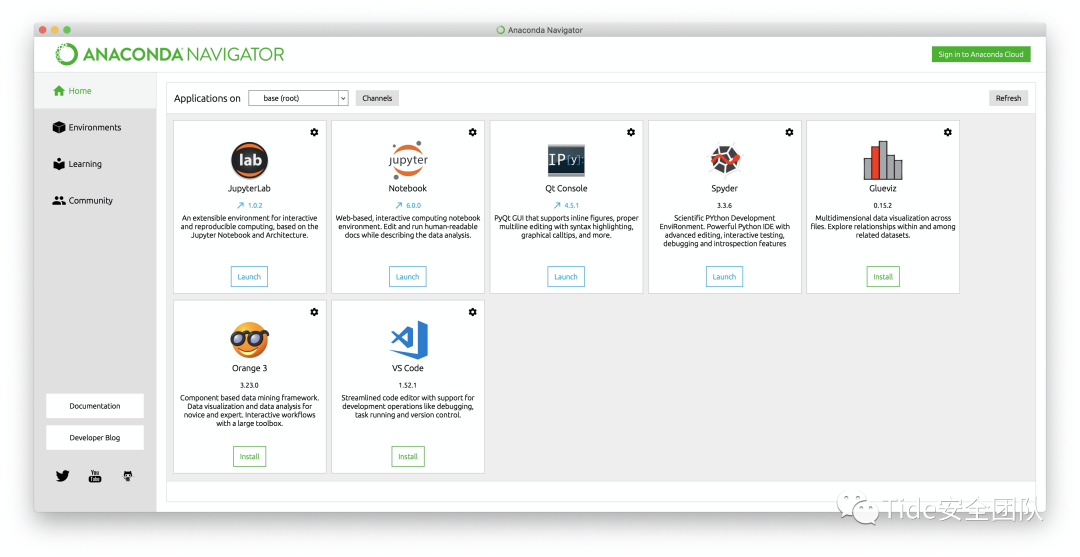 Anaconda Navigator
ANACONDA NAVIGATOR
Sign in to Anaconda Cloud
Home
Environments
Learning
Community
Documentation
Developer Blog
You
Tube
Applications on
base (root)
Channels
Refresh
lab
JupyterLab
1.0.2
An extensible environment for interactive
and reproducible computing, based on the
Jupyter Notebook and Architecture.
Launch
jupyter
Notebook
6.0.0
Web-based, interactive computing notebook
environment. Edit and run human-readable
docs while describing the data analysis.
Launch
IP[y]:
Qt Console
4.5.1
PyQt GUI that supports inline figures, proper
multiline editing with syntax highlighting,
graphical calltips, and more.
Launch
Spyder
3.3.6
Scientific PYthon Development
EnviRonment. Powerful Python IDE with
advanced editing, interactive testing,
debugging and introspection features
Launch
Glueviz
0.15.2
Multidimensional data visualization across
files. Explore relationships within and among
related datasets.
Install
Orange 3
3.23.0
Component based data mining framework.
Data visualization and data analysis for
novice and expert. Interactive workflows
with a large toolbox.
Install
VS Code
1.52.1
Streamlined code editor with support for
development operations like debugging,
task running and version control.
Install
Tide安全团队